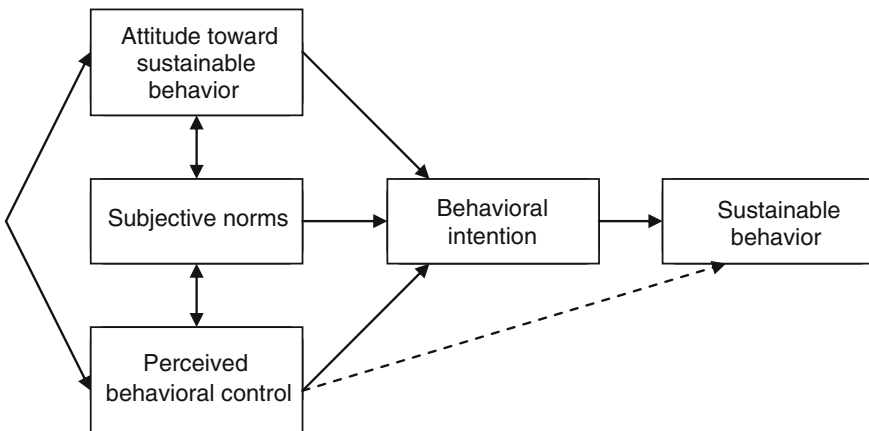 Attitude toward
sustainable
behavior
Subjective norms
Behavioral
intention
Sustainable
behavior
Perceived
behavioral control